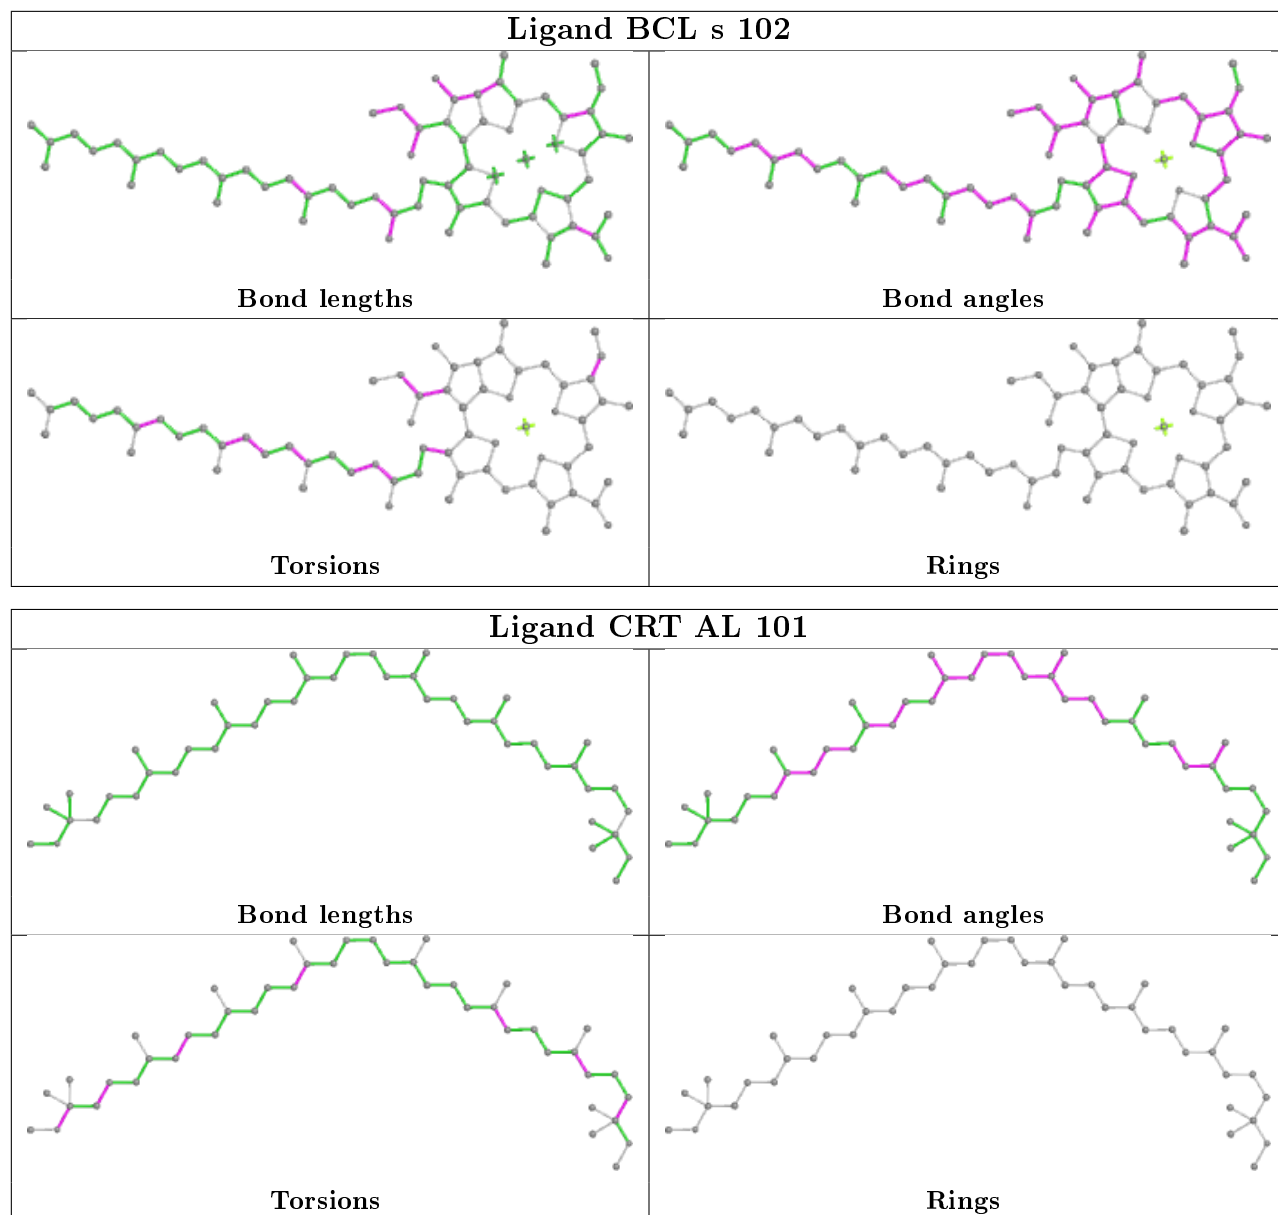 Ligand BCL s 102
Bond lengths
Bond angles
Torsions
Rings
Ligand CRT AL 101
Bond lengths
Bond angles
Torsions
Rings